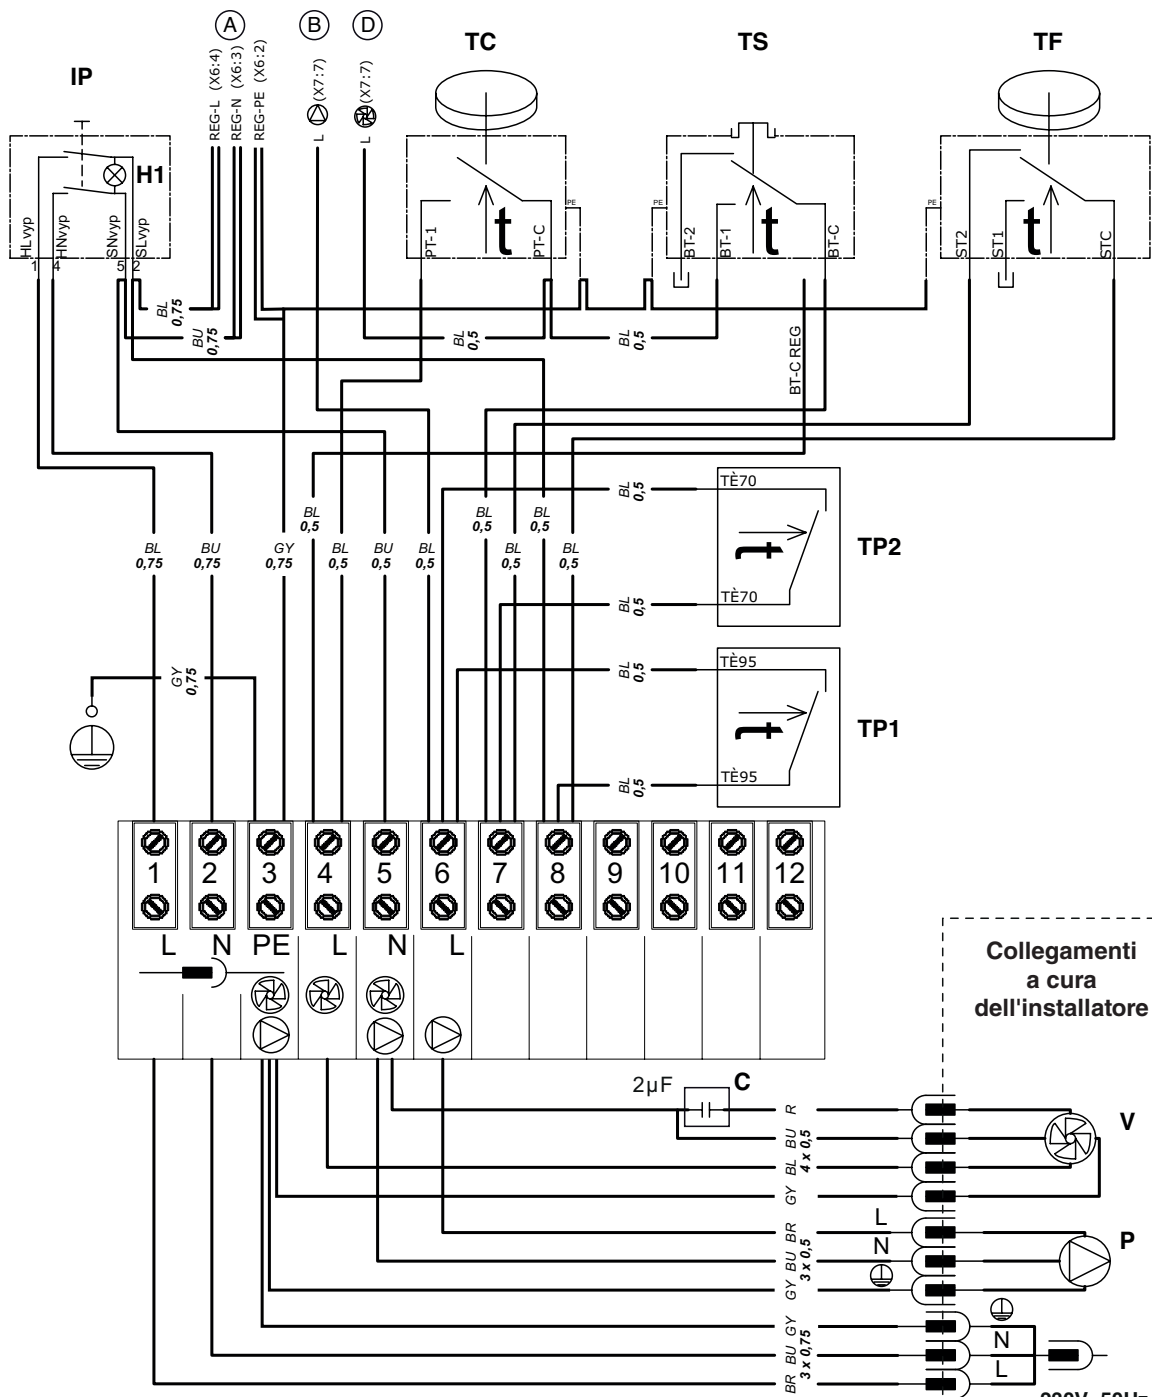 A
B
D
TC
TS
TF
IP
REG-L (X6:4)
REG-N (X6:3)
REG-PE (X6:2)
L (X7:7)
L (X7:7)
H1
HLvyp
HNvyp
SNvyp
SLvyp
1
4
5
2
PT-1
t
PT-C
PE
PE
BT-2
BT-1
t
BT-C
PE
ST2
ST1
t
STC
BL
0,75
BU
0,75
BL
0,5
BL
0,5
BT-C REG
BL
0,75
BU
0,75
GY
0,75
BL
0,5
BL
0,5
BU
0,5
BL
0,5
BL
0,5
BL
0,5
BL
0,5
BL
0,5
BL
0,5
TÈ70
t
TP2
BL
0,5
TÈ70
GY
0,75
BL
0,5
TÈ95
t
TP1
BL
0,5
TÈ95
1
2
3
4
5
6
7
8
9
10
11
12
L
N
PE
L
N
L
Collegamenti
a cura
dell'installatore
2µF
C
R
BU
BL
GY
4 x 0,5
V
BR
BU
GY
3 x 0,5
L
N
P
GY
BU
BR
3 x 0,75
N
L